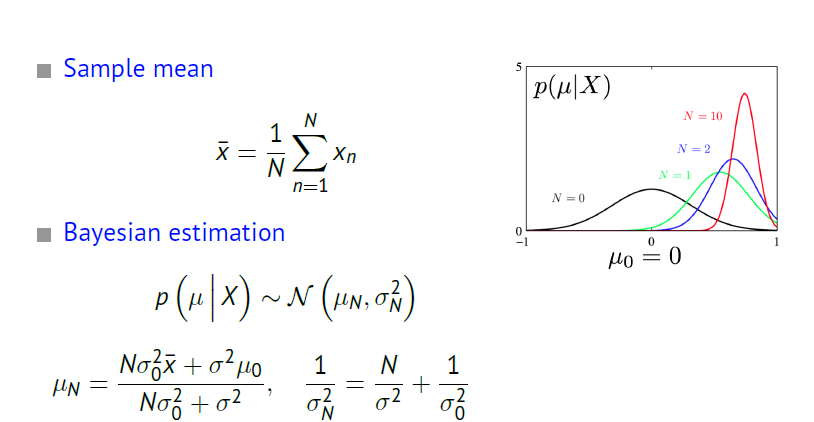 Sample mean
x̄ = 1/N ∑_{n=1}^{N} x_n
Bayesian estimation
p(μ|X) ∼ 𝒩(μ_N, σ_N^2)
μ_N = (Nσ_0^2 x̄ + σ^2 μ_0)/(Nσ_0^2 + σ^2), 1/σ_N^2 = N/σ^2 + 1/σ_0^2
5
p(μ|X)
N = 10
N = 2
N = 1
N = 0
0
−1 0 1
μ_0 = 0